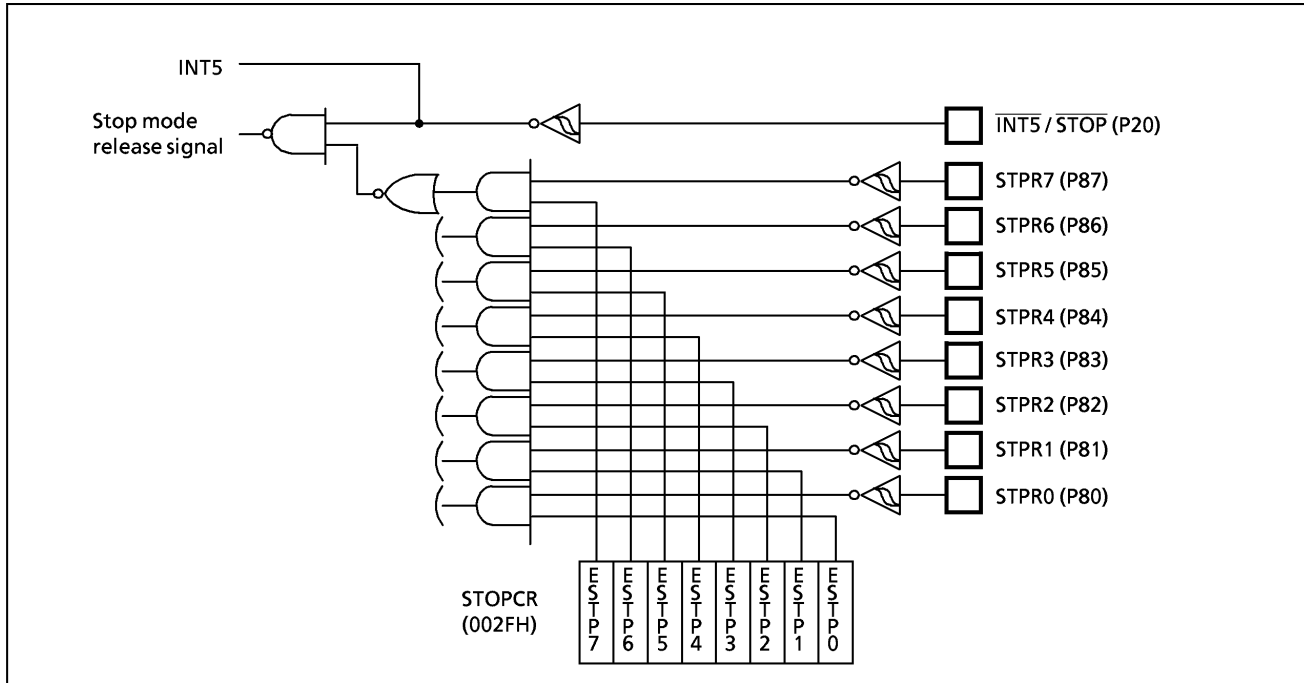 INT5
Stop mode
release signal
INT5 / STOP (P20)
STPR7 (P87)
STPR6 (P86)
STPR5 (P85)
STPR4 (P84)
STPR3 (P83)
STPR2 (P82)
STPR1 (P81)
STPR0 (P80)
STOPCR
(002FH)
ESTP7
ESTP6
ESTP5
ESTP4
ESTP3
ESTP2
ESTP1
ESTP0